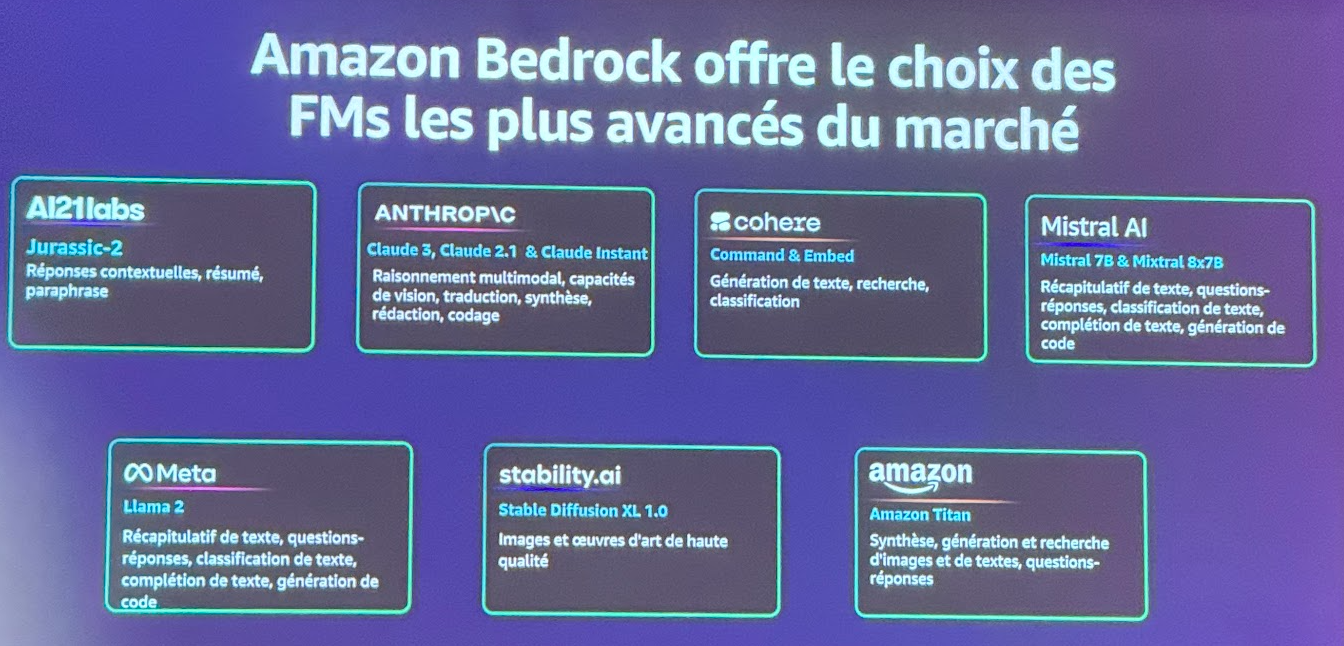 Amazon Bedrock offre le choix des
FMs les plus avancés du marché
AI21labs
Jurassic-2
Réponses contextuelles, résumé,
paraphrase
ANTHROP\C
Claude 3, Claude 2.1 & Claude Instant
Raisonnement multimodal, capacités
de vision, traduction, synthèse,
rédaction, codage
cohere
Command & Embed
Génération de texte, recherche,
classification
Mistral AI
Mistral 7B & Mixtral 8x7B
Récapitulatif de texte, questions-
réponses, classification de texte,
complétion de texte, génération de
code
Meta
Llama 2
Récapitulatif de texte, questions-
réponses, classification de texte,
complétion de texte, génération de
code
stability.ai
Stable Diffusion XL 1.0
Images et œuvres d'art de haute
qualité
amazon
Amazon Titan
Synthèse, génération et recherche
d'images et de textes, questions-
réponses